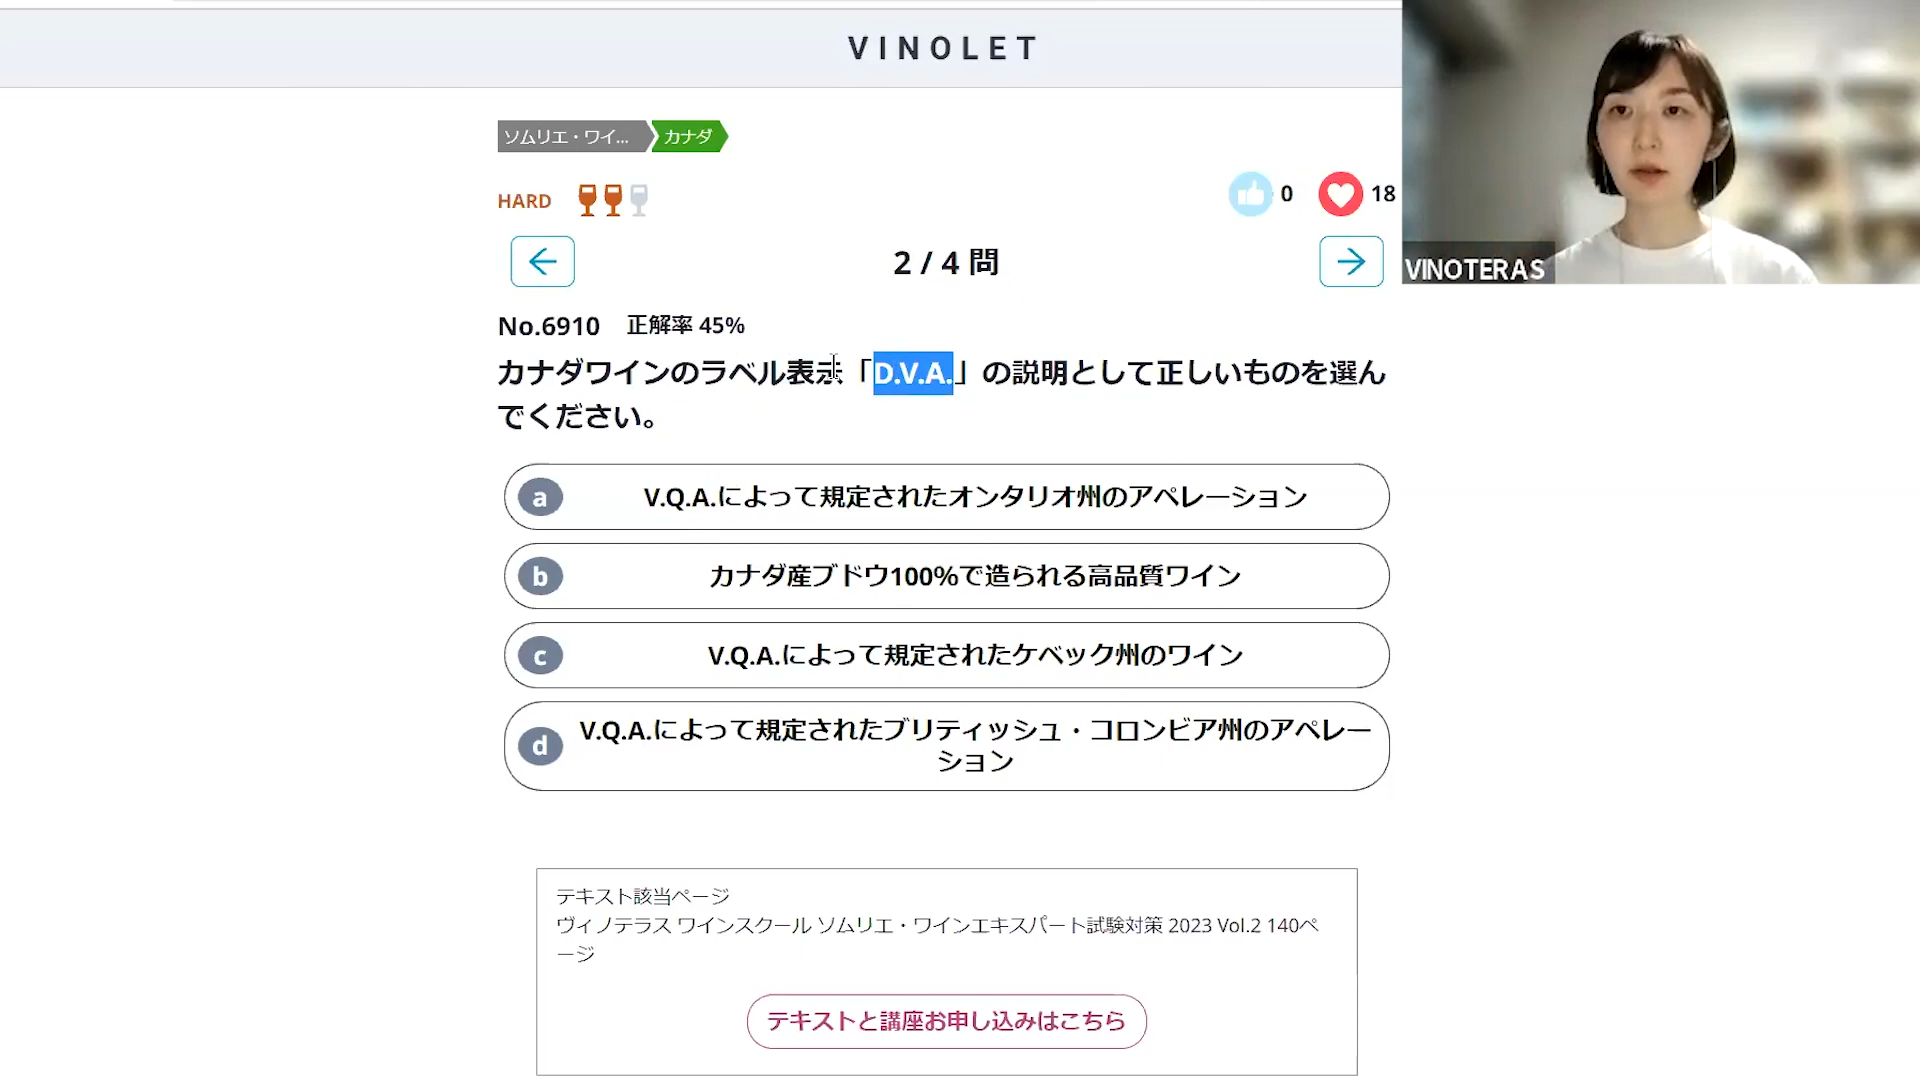 VINOLET
ソムリエ・ワイ...
カナダ
HARD
0
18
2 / 4 問
VINOTERAS
No.6910 正解率 45%
カナダワインのラベル表示「D.V.A.」の説明として正しいものを選ん
でください。
a V.Q.A.によって規定されたオンタリオ州のアペレーション
b カナダ産ブドウ100%で造られる高品質ワイン
c V.Q.A.によって規定されたケベック州のワイン
d V.Q.A.によって規定されたブリティッシュ・コロンビア州のアペレー
ション
テキスト該当ページ
ヴィノテラス ワインスクール ソムリエ・ワインエキスパート試験対策 2023 Vol.2 140ペ
ージ
テキストと講座お申し込みはこちら